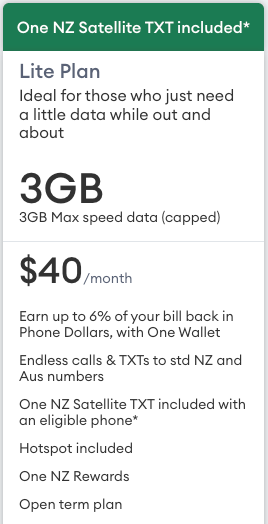 One NZ Satellite TXT included*
Lite Plan
Ideal for those who just need
a little data while out and
about
3GB
3GB Max speed data (capped)
$40/month
Earn up to 6% of your bill back in
Phone Dollars, with One Wallet
Endless calls & TXTs to std NZ and
Aus numbers
One NZ Satellite TXT included with
an eligible phone*
Hotspot included
One NZ Rewards
Open term plan